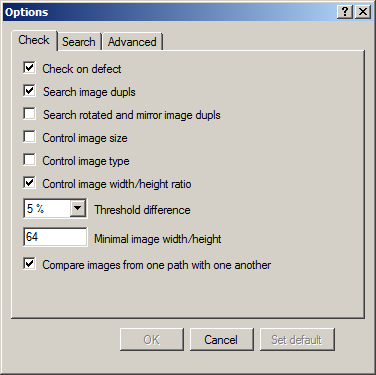 Options
Check Search Advanced
Check on defect
Search image dupls
Search rotated and mirror image dupls
Control image size
Control image type
Control image width/height ratio
5 % Threshold difference
64 Minimal image width/height
Compare images from one path with one another
OK Cancel Set default